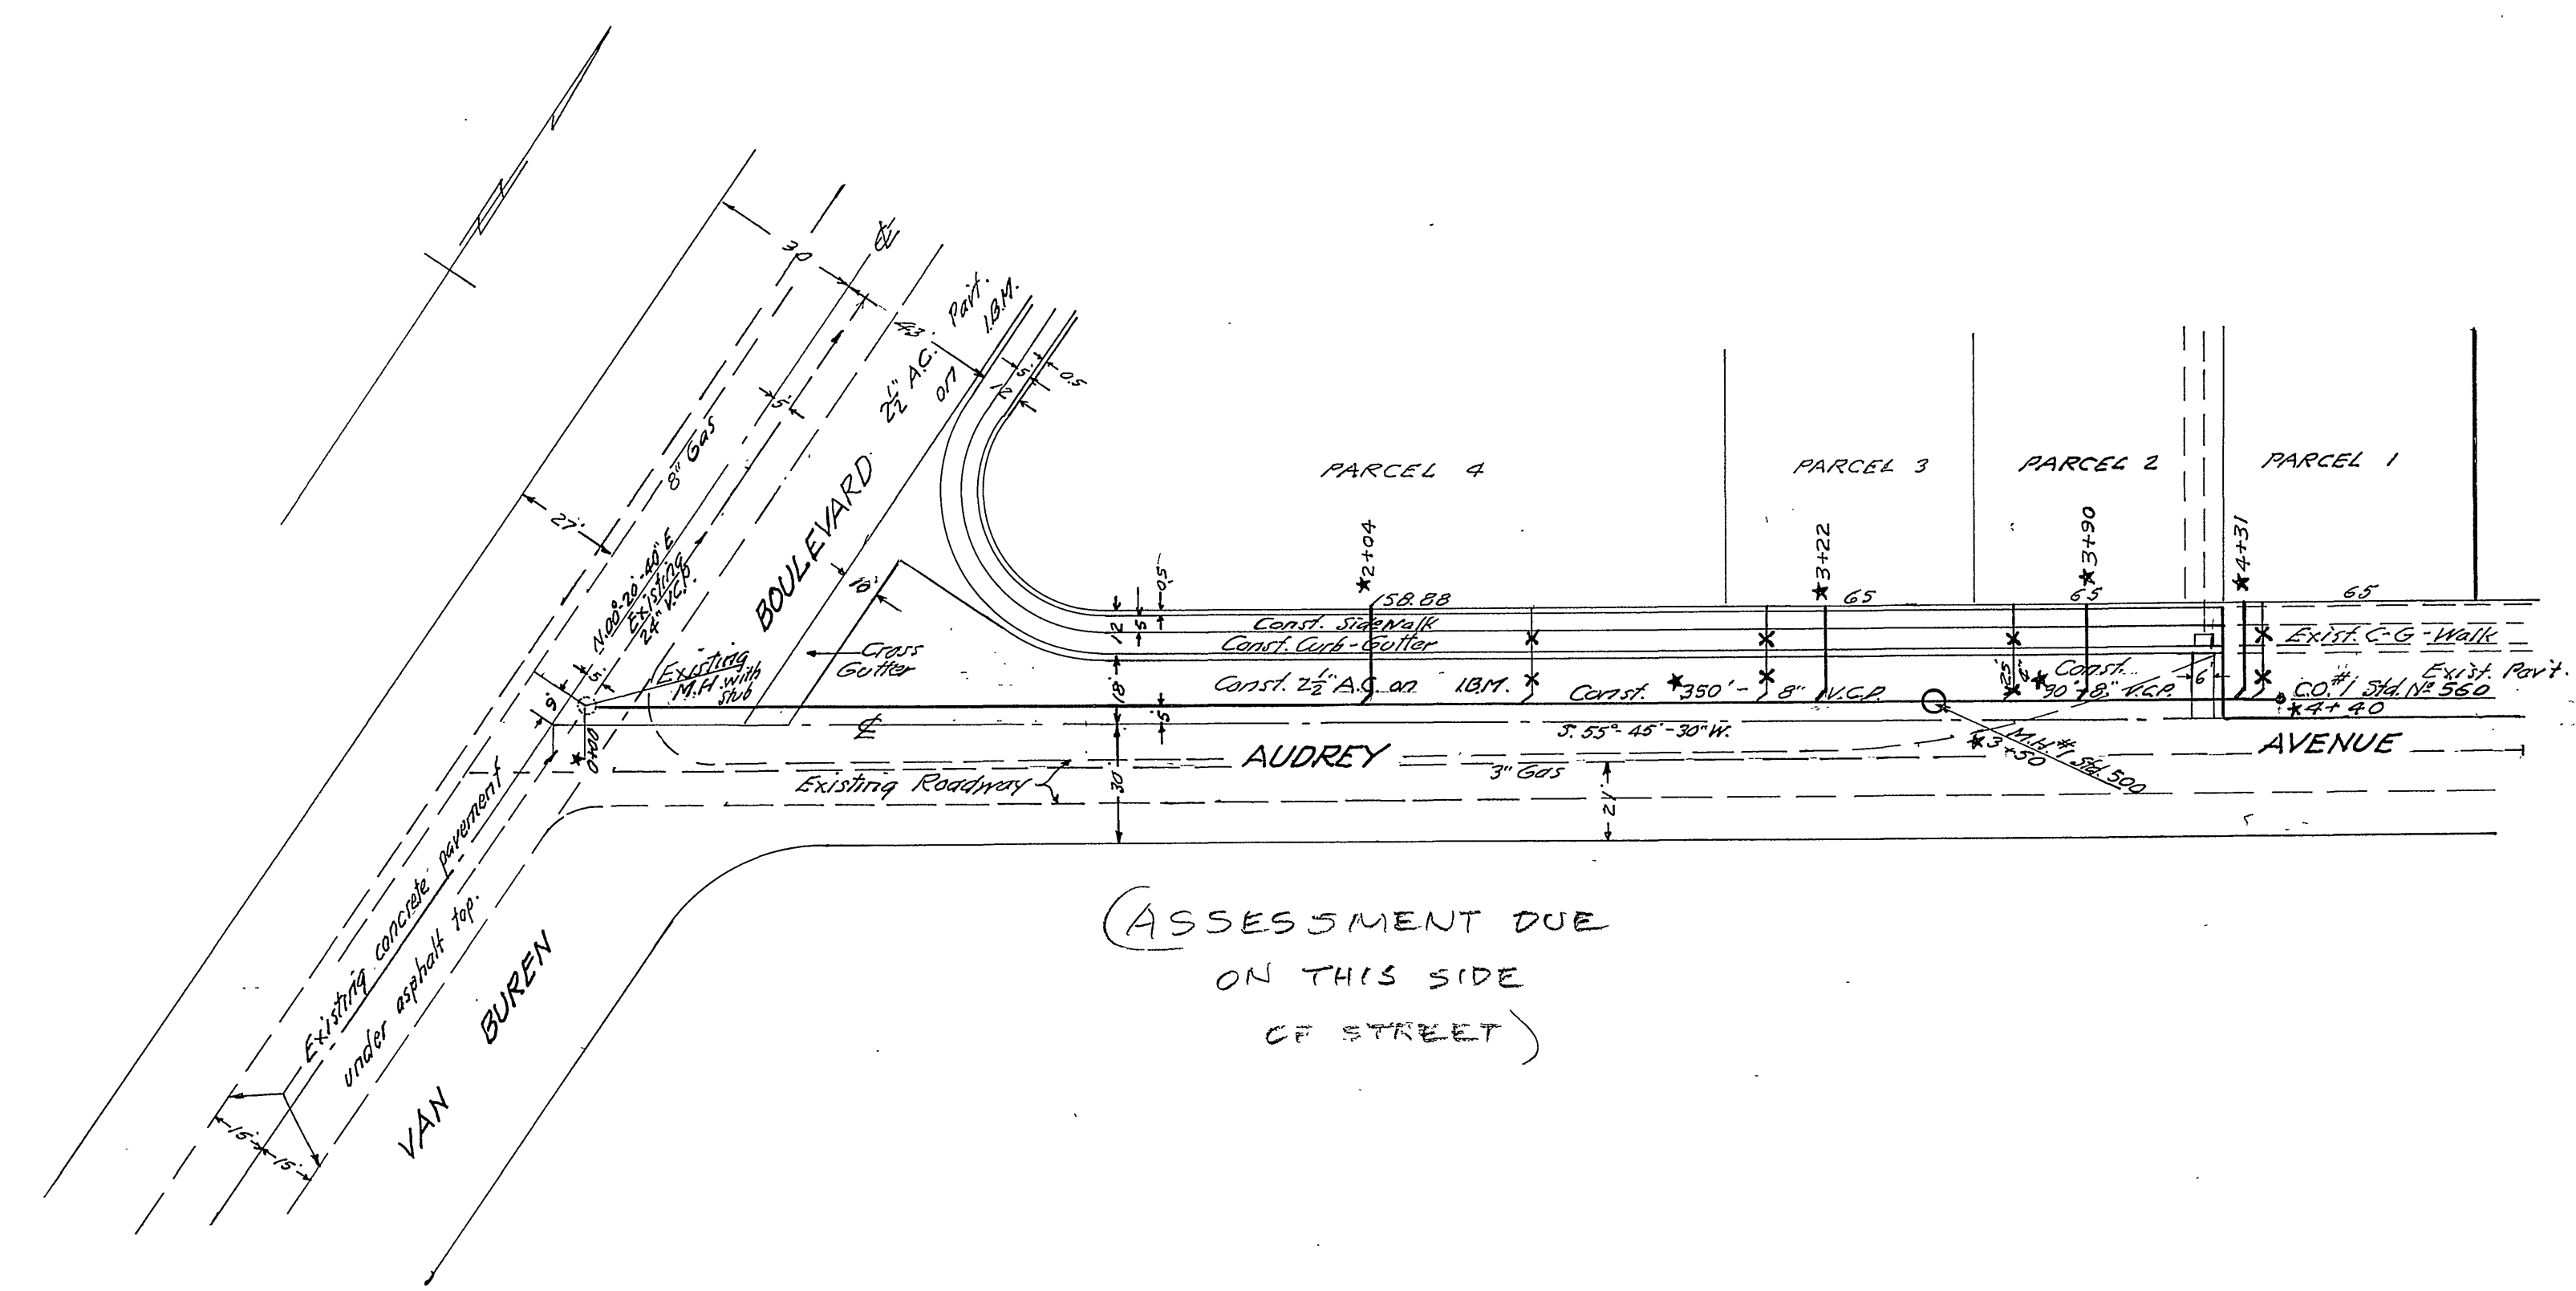 30
℄
43'
Pavt.
I.B.M.
2½" A.C.
on
5'
12
0.5
5'
8" Gas
27'
N.00°-20'-40" E
Existing
24" V.C.P.
BOULEVARD
10'
PARCEL 4
PARCEL 3
PARCEL 2
PARCEL 1
★2+04
★3+22
★3+90
★4+31
158.88
65
65
65
0.5'
12
5'
Const. Sidewalk
Const. Curb-Gutter
Exist. C-G-Walk
Cross
Gutter
Existing
M.H. with
stub
5'
9'
18'
Const. 2½" A.C. on I.B.M.
Const. ★350' - 8" V.C.P.
Const.
★90'-8" V.C.P.
6'
Exist. Pavt.
C.O.#1 Std. No 560
★4+40
5'
℄
S. 55°-45'-30" W.
★0+00
AUDREY
AVENUE
3" Gas
M.H.# Std. 500
★3+50
Existing Roadway
30'
21'
Existing concrete pavement
under asphalt top.
15'
15'
VAN BUREN
(ASSESSMENT DUE
ON THIS SIDE
OF STREET)